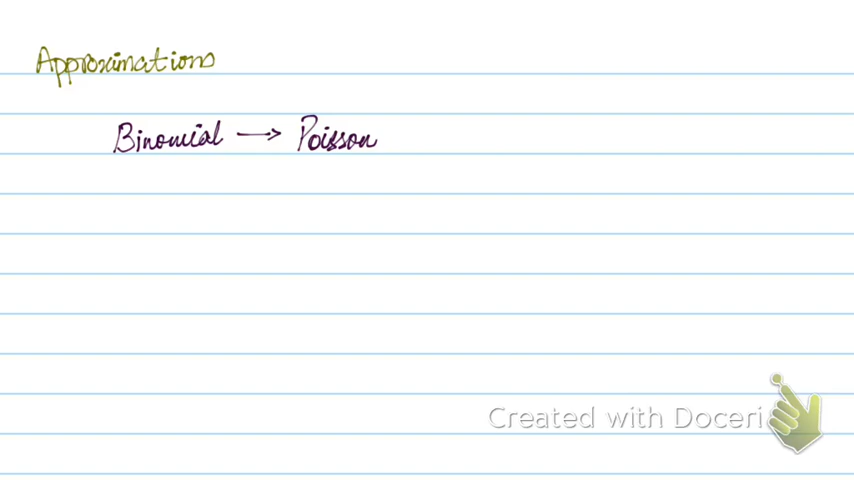 Approximations
Binomial → Poisson
Created with Doceri